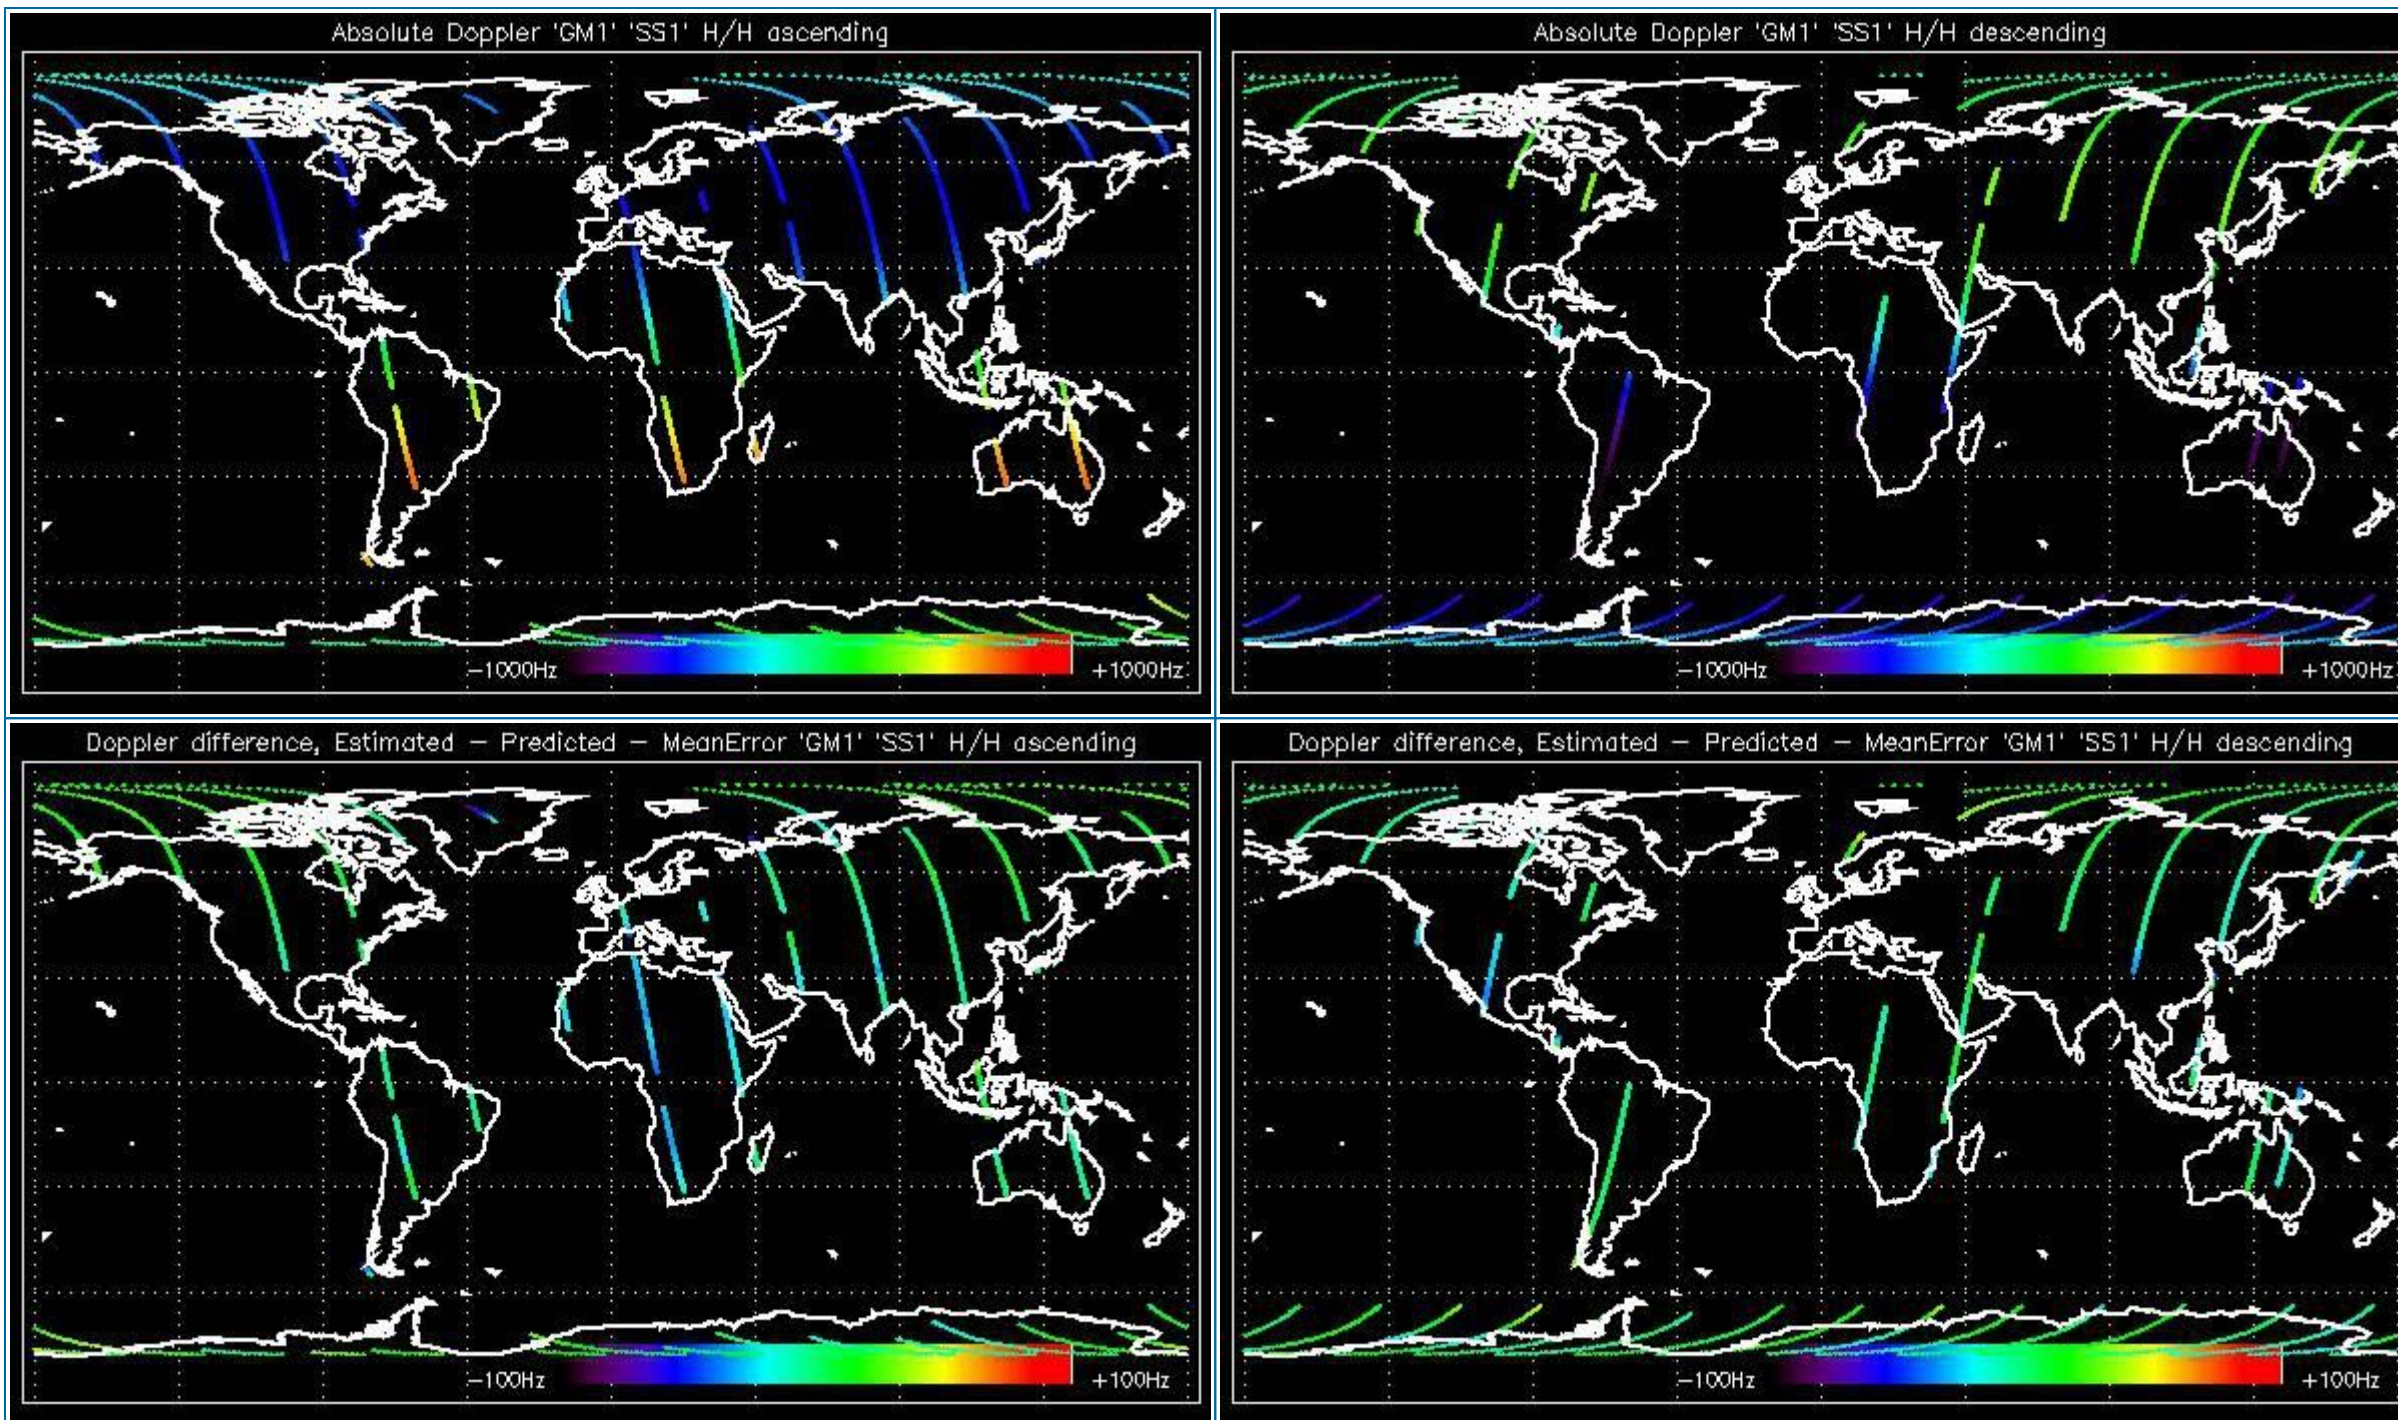 Absolute Doppler 'GM1' 'SS1' H/H ascending
−1000Hz +1000Hz
Absolute Doppler 'GM1' 'SS1' H/H descending
−1000Hz +1000Hz
Doppler difference, Estimated − Predicted − MeanError 'GM1' 'SS1' H/H ascending
−100Hz +100Hz
Doppler difference, Estimated − Predicted − MeanError 'GM1' 'SS1' H/H descending
−100Hz +100Hz